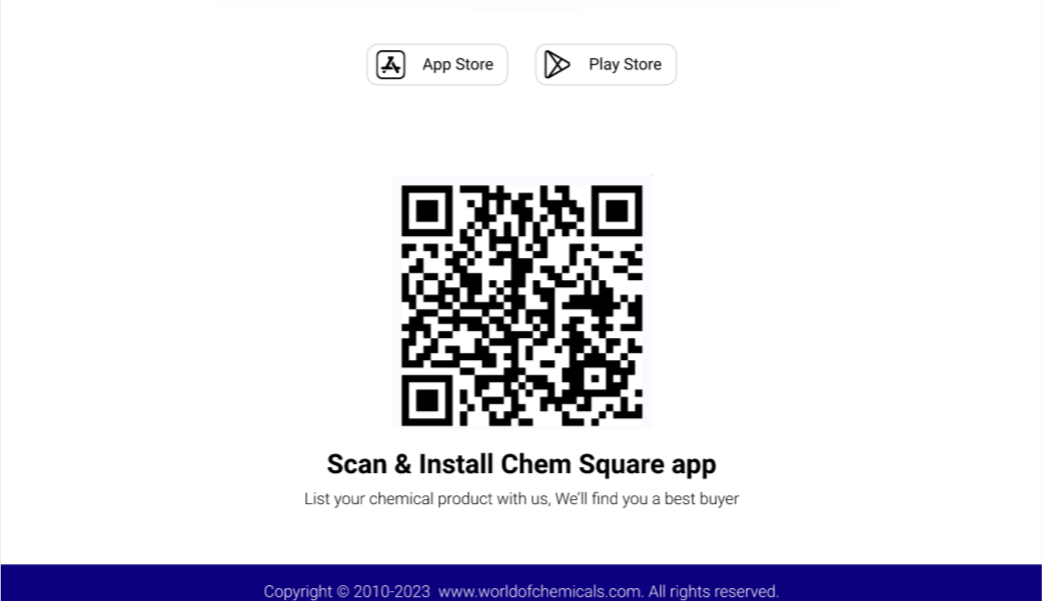 App Store Play Store
Scan & Install Chem Square app
List your chemical product with us, We'll find you a best buyer
Copyright © 2010-2023 www.worldofchemicals.com. All rights reserved.